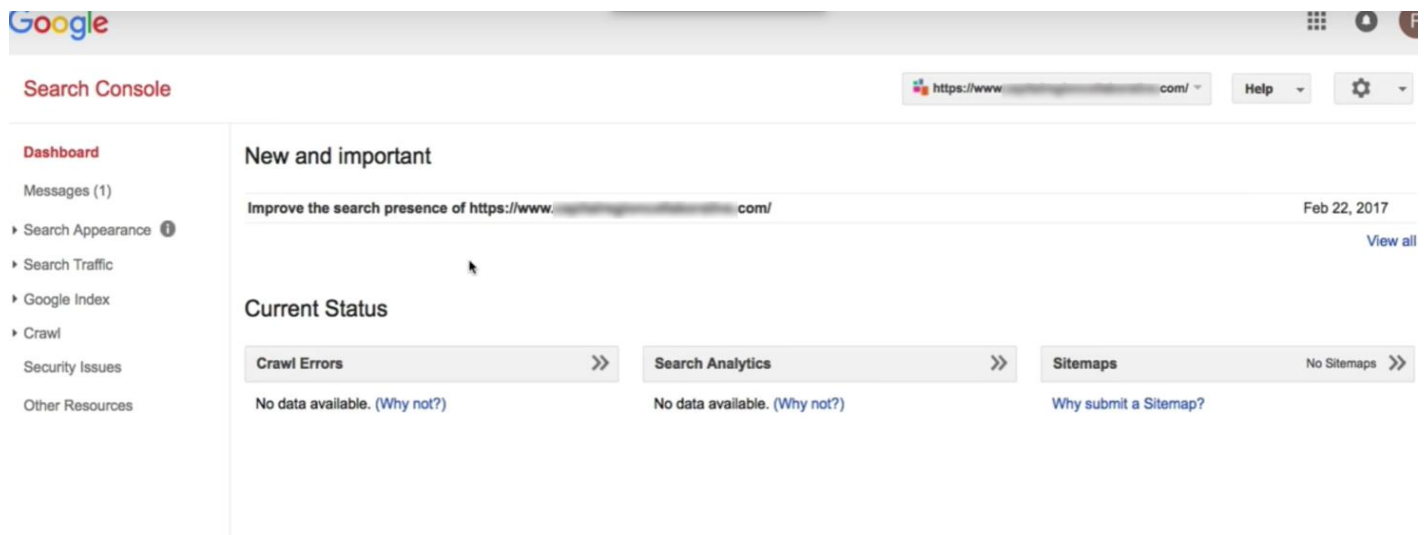 Google
Search Console
https://www com/
Help
Dashboard
Messages (1)
Search Appearance
Search Traffic
Google Index
Crawl
Security Issues
Other Resources
New and important
Improve the search presence of https://www. com/ Feb 22, 2017
View all
Current Status
Crawl Errors
No data available. (Why not?)
Search Analytics
No data available. (Why not?)
Sitemaps No Sitemaps
Why submit a Sitemap?